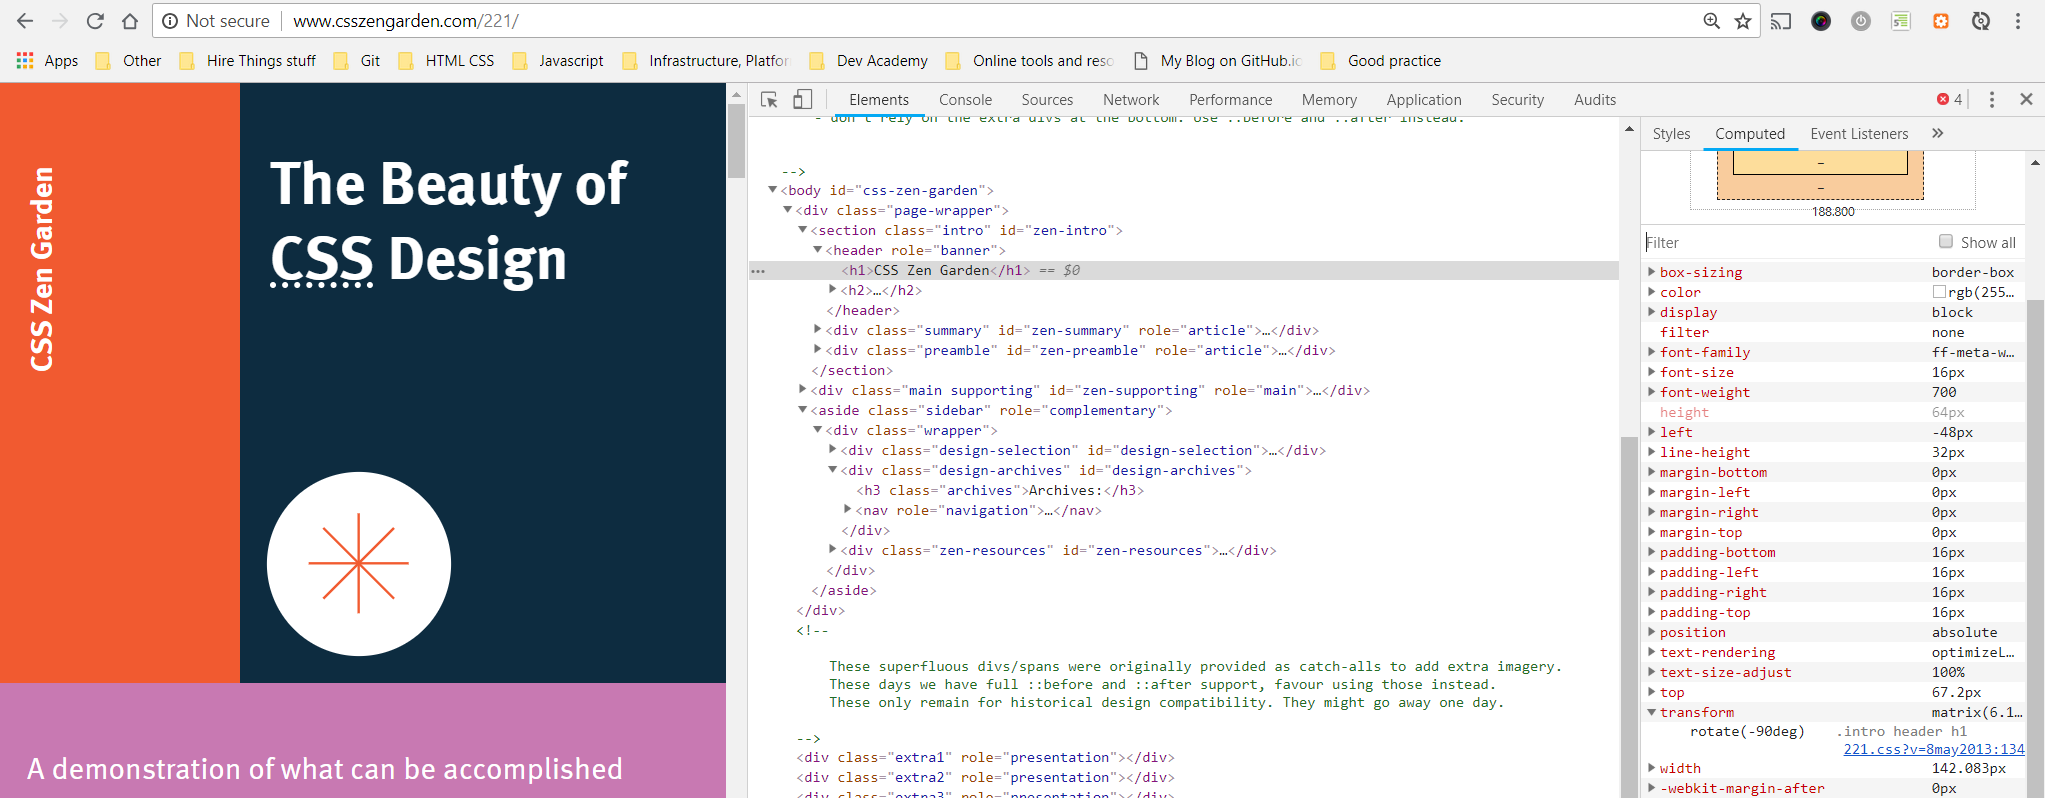 Not secure www.csszengarden.com/221/
Apps Other Hire Things stuff Git HTML CSS Javascript Infrastructure, Platfor Dev Academy Online tools and reso My Blog on GitHub.ic Good practice
CSS Zen Garden
The Beauty of
CSS Design
A demonstration of what can be accomplished
Elements Console Sources Network Performance Memory Application Security Audits 4
- don't rely on the extra divs at the bottom. Use ::before and ::after instead.
-->
<body id="css-zen-garden">
<div class="page-wrapper">
<section class="intro" id="zen-intro">
<header role="banner">
... <h1>CSS Zen Garden</h1> == $0
<h2>…</h2>
</header>
<div class="summary" id="zen-summary" role="article">…</div>
<div class="preamble" id="zen-preamble" role="article">…</div>
</section>
<div class="main supporting" id="zen-supporting" role="main">…</div>
<aside class="sidebar" role="complementary">
<div class="wrapper">
<div class="design-selection" id="design-selection">…</div>
<div class="design-archives" id="design-archives">
<h3 class="archives">Archives:</h3>
<nav role="navigation">…</nav>
</div>
<div class="zen-resources" id="zen-resources">…</div>
</div>
</aside>
</div>
<!--
These superfluous divs/spans were originally provided as catch-alls to add extra imagery.
These days we have full ::before and ::after support, favour using those instead.
These only remain for historical design compatibility. They might go away one day.
-->
<div class="extra1" role="presentation"></div>
<div class="extra2" role="presentation"></div>
<div class="extra3" role="presentation"></div>
Styles Computed Event Listeners »
–
–
188.800
Filter Show all
box-sizing border-box
color rgb(255…
display block
filter none
font-family ff-meta-w…
font-size 16px
font-weight 700
height 64px
left -48px
line-height 32px
margin-bottom 0px
margin-left 0px
margin-right 0px
margin-top 0px
padding-bottom 16px
padding-left 16px
padding-right 16px
padding-top 16px
position absolute
text-rendering optimizeL…
text-size-adjust 100%
top 67.2px
transform matrix(6.1…
rotate(-90deg) .intro header h1
221.css?v=8may2013:134
width 142.083px
-webkit-margin-after 0px